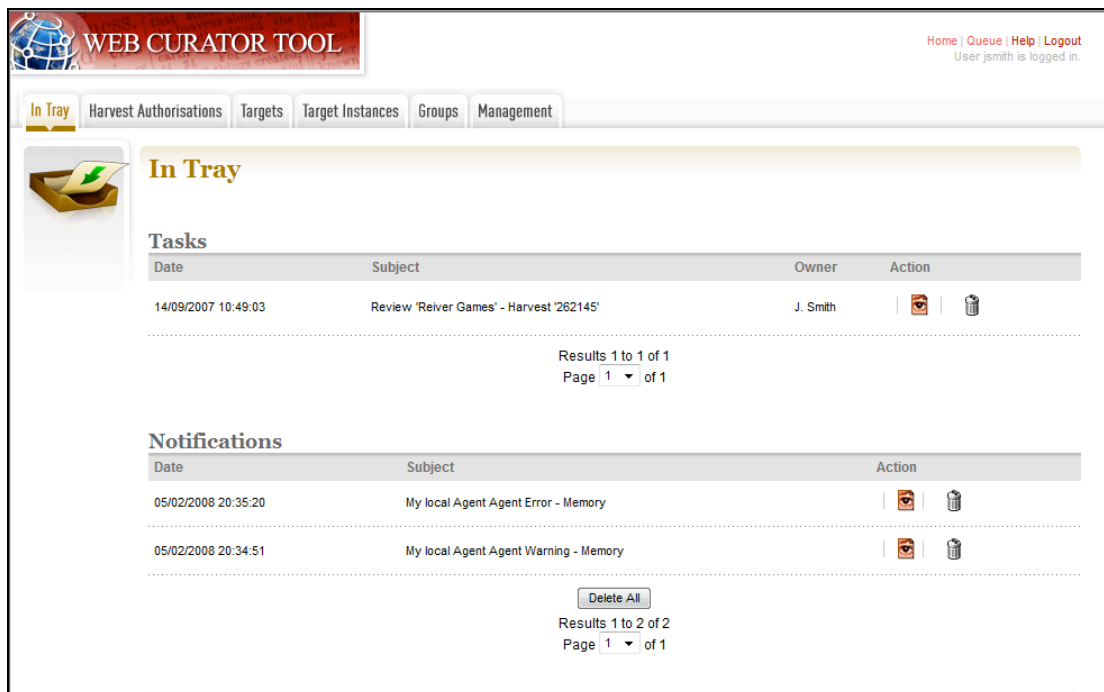 WEB CURATOR TOOL
Home | Queue | Help | Logout
User jsmith is logged in.
In Tray Harvest Authorisations Targets Target Instances Groups Management
In Tray
Tasks
Date Subject Owner Action
14/09/2007 10:49:03 Review 'Reiver Games' - Harvest '262145' J. Smith
Results 1 to 1 of 1
Page 1 of 1
Notifications
Date Subject Action
05/02/2008 20:35:20 My local Agent Agent Error - Memory
05/02/2008 20:34:51 My local Agent Agent Warning - Memory
Delete All
Results 1 to 2 of 2
Page 1 of 1